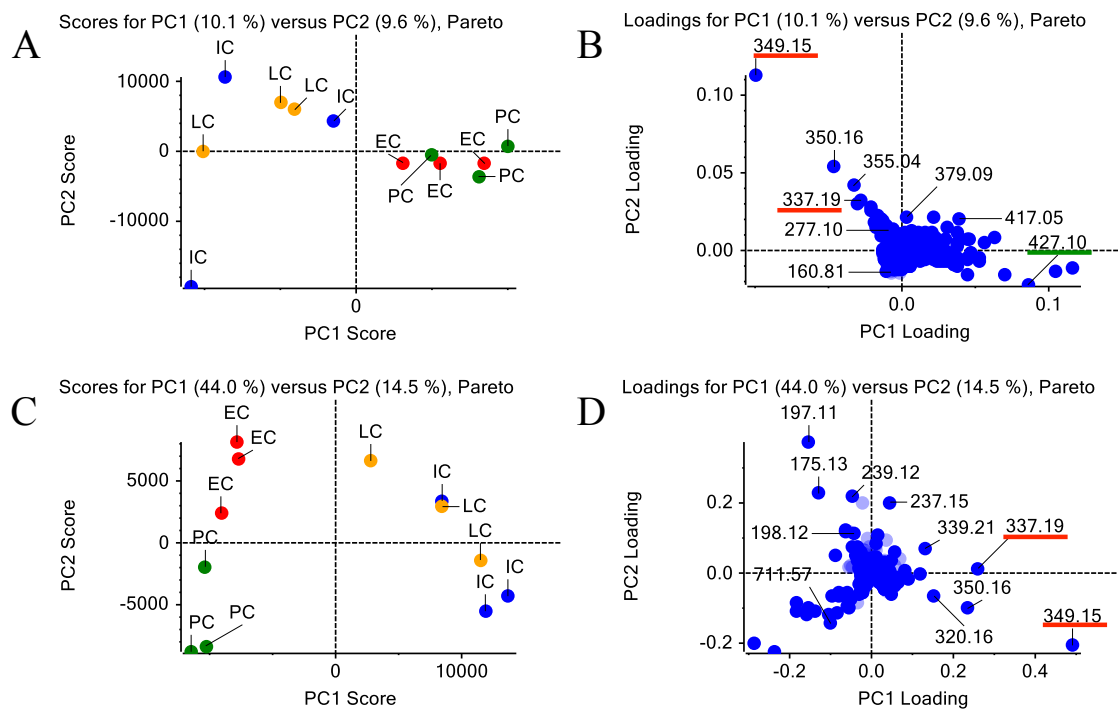 A
Scores for PC1 (10.1 %) versus PC2 (9.6 %), Pareto
IC
LC
LC
IC
LC
PC
EC
EC
PC
EC
PC
IC
10000
0
-10000
PC2 Score
0
PC1 Score
B
Loadings for PC1 (10.1 %) versus PC2 (9.6 %), Pareto
349.15
350.16
355.04
379.09
337.19
417.05
277.10
427.10
160.81
0.10
0.05
0.00
PC2 Loading
0.0
0.1
PC1 Loading
C
Scores for PC1 (44.0 %) versus PC2 (14.5 %), Pareto
EC
EC
LC
IC
EC
LC
PC
LC
IC
PC
PC
5000
0
-5000
PC2 Score
0
10000
PC1 Score
D
Loadings for PC1 (44.0 %) versus PC2 (14.5 %), Pareto
197.11
175.13
239.12
237.15
198.12
339.21
337.19
711.57
350.16
320.16
349.15
0.2
0.0
-0.2
PC2 Loading
-0.2
0.0
0.2
0.4
PC1 Loading